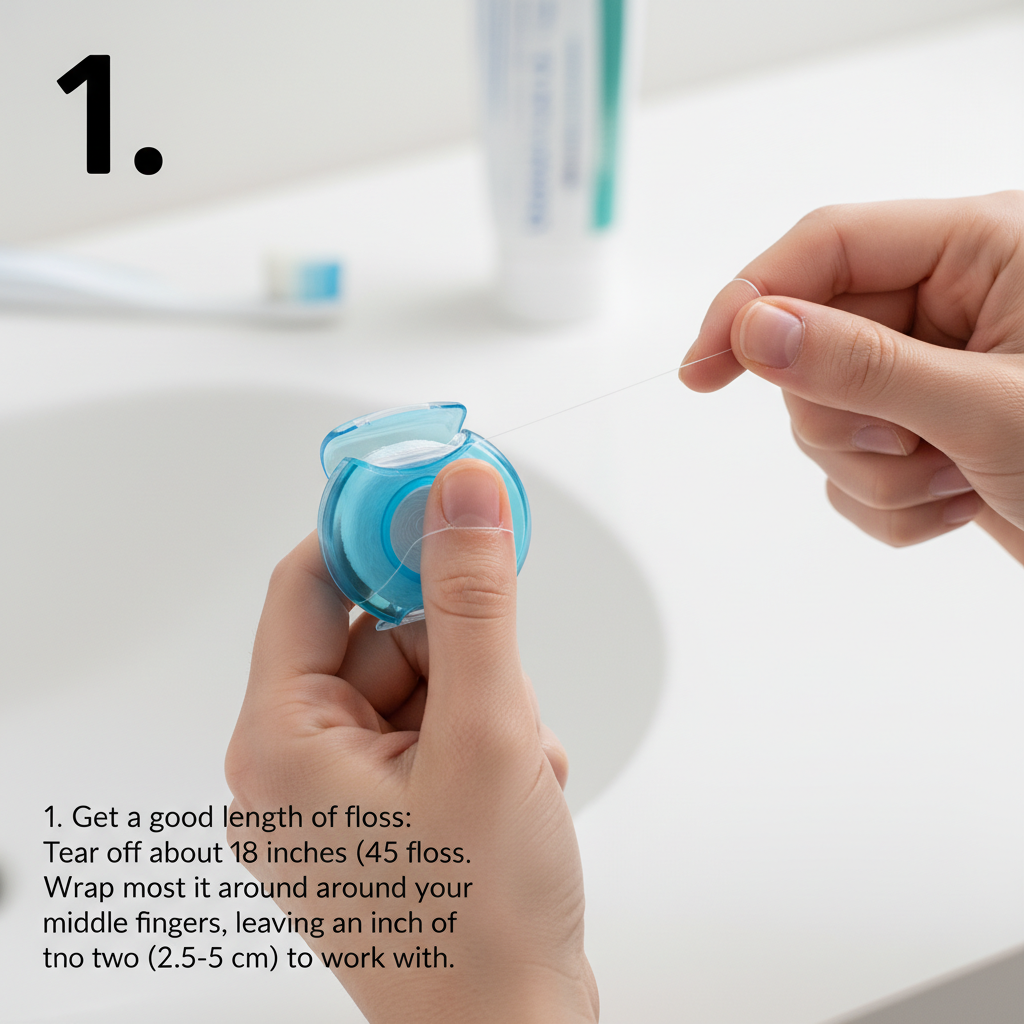 1.
1. Get a good length of floss:
Tear off about 18 inches (45 floss.
Wrap most it around around your
middle fingers, leaving an inch of
tno two (2.5-5 cm) to work with.